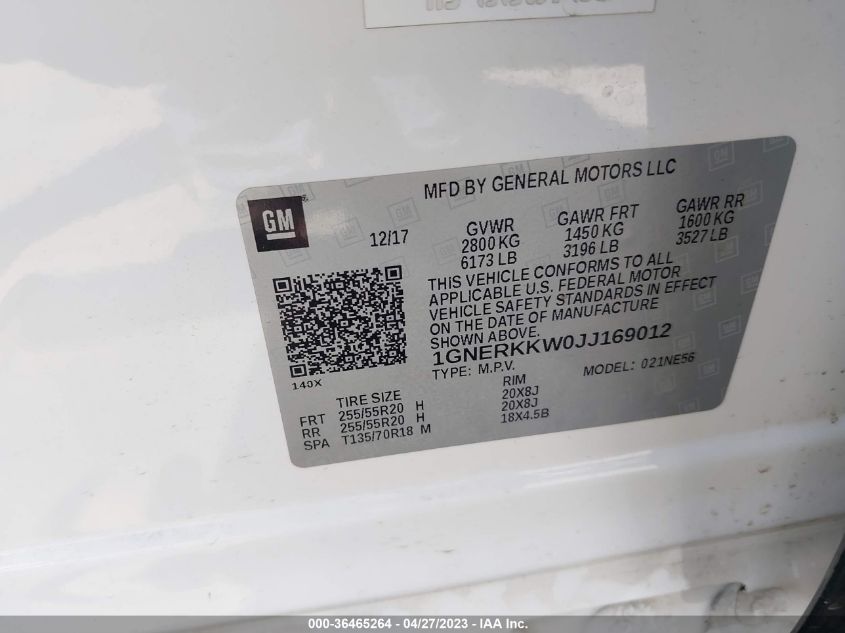 MFD BY GENERAL MOTORS LLC
GM
12/17
GVWR
2800 KG
6173 LB
GAWR FRT
1450 KG
3196 LB
GAWR RR
1600 KG
3527 LB
THIS VEHICLE CONFORMS TO ALL
APPLICABLE U.S. FEDERAL MOTOR
VEHICLE SAFETY STANDARDS IN EFFECT
ON THE DATE OF MANUFACTURE
SHOWN ABOVE.
1GNERKKW0JJ169012
TYPE: M.P.V. MODEL: 021NE56
140X
TIRE SIZE RIM
FRT 255/55R20 H 20X8J
RR 255/55R20 H 20X8J
SPA T135/70R18 M 18X4.5B
000-36465264 - 04/27/2023 - IAA Inc.